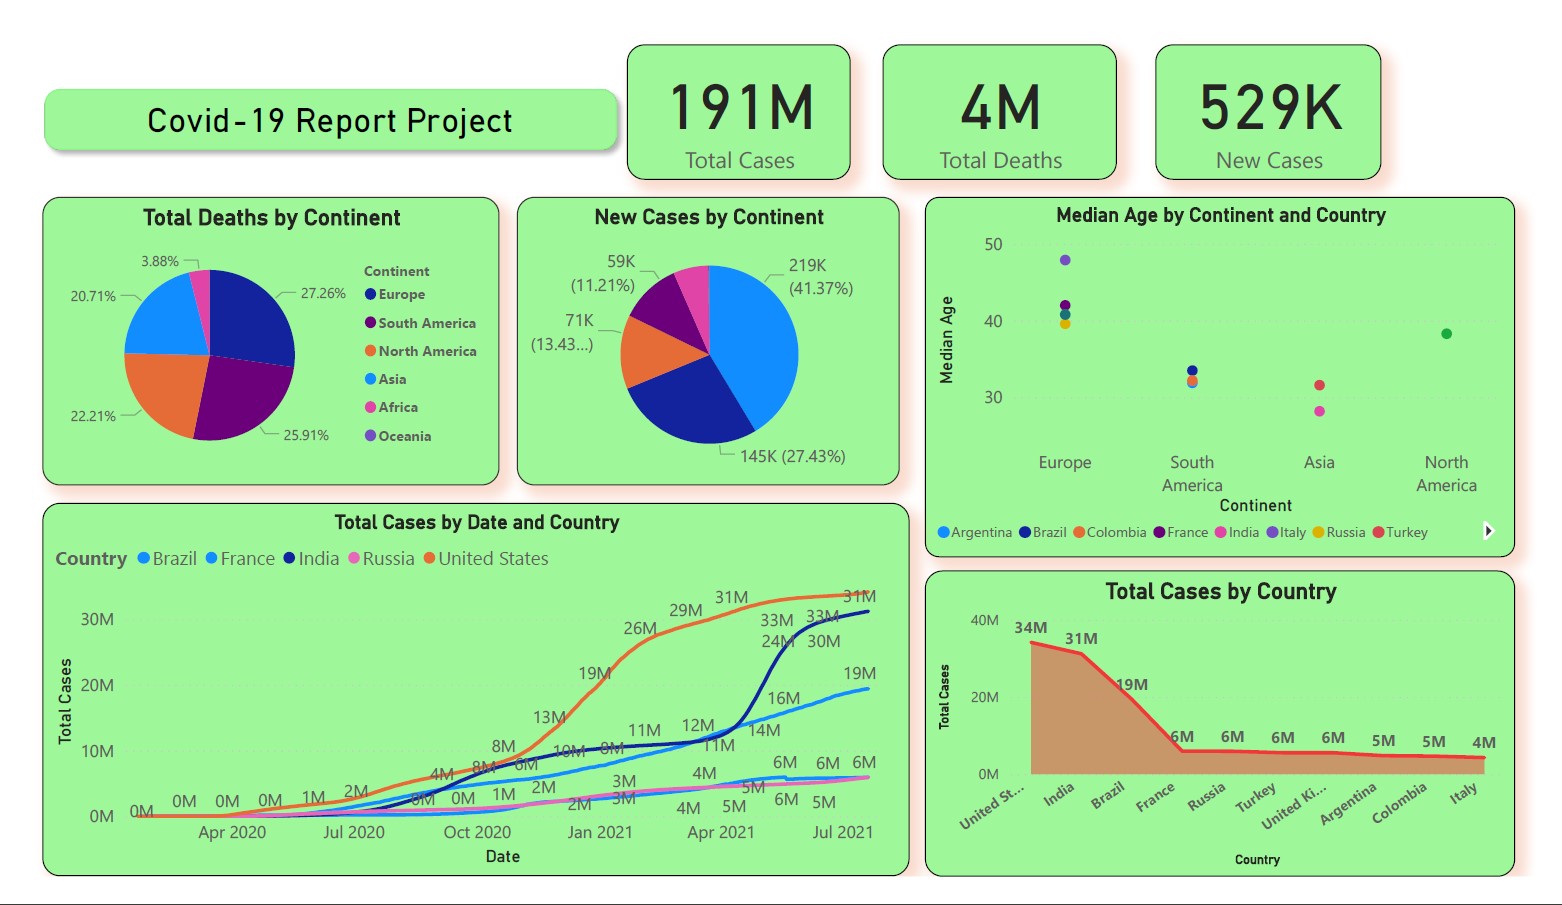 Covid-19 Report Project
191M
Total Cases
4M
Total Deaths
529K
New Cases
Total Deaths by Continent
3.88%
20.71%
27.26%
22.21%
25.91%
Continent
Europe
South America
North America
Asia
Africa
Oceania
New Cases by Continent
59K
(11.21%)
219K
(41.37%)
71K
(13.43...)
145K (27.43%)
Median Age by Continent and Country
50
40
30
Median Age
Europe
South
America
Asia
North
America
Continent
Argentina Brazil Colombia France India Italy Russia Turkey
Total Cases by Date and Country
Country Brazil France India Russia United States
Total Cases
30M
20M
10M
0M
0M 0M 0M 0M 1M 2M 4M 8M 13M 19M 26M 29M 31M 33M 33M 31M
0M 8M 10M 11M 12M 14M 24M 30M
6M 8M 11M 16M 19M
0M 1M 2M 3M 4M 5M 6M 6M
2M 3M 4M 5M 6M 5M 6M
Apr 2020 Jul 2020 Oct 2020 Jan 2021 Apr 2021 Jul 2021
Date
Total Cases by Country
Total Cases
40M
20M
0M
34M 31M 19M 6M 6M 6M 6M 5M 5M 4M
United St... India Brazil France Russia Turkey United Ki... Argentina Colombia Italy
Country